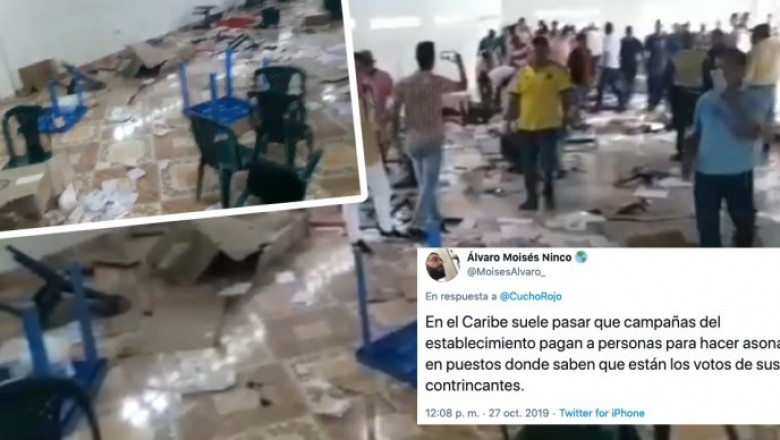 Álvaro Moisés Ninco
@MoisesAlvaro_
En respuesta a @CuchoRojo
En el Caribe suele pasar que campañas del
establecimiento pagan a personas para hacer asona
en puestos donde saben que están los votos de sus
contrincantes.
12:08 p. m. · 27 oct. 2019 · Twitter for iPhone